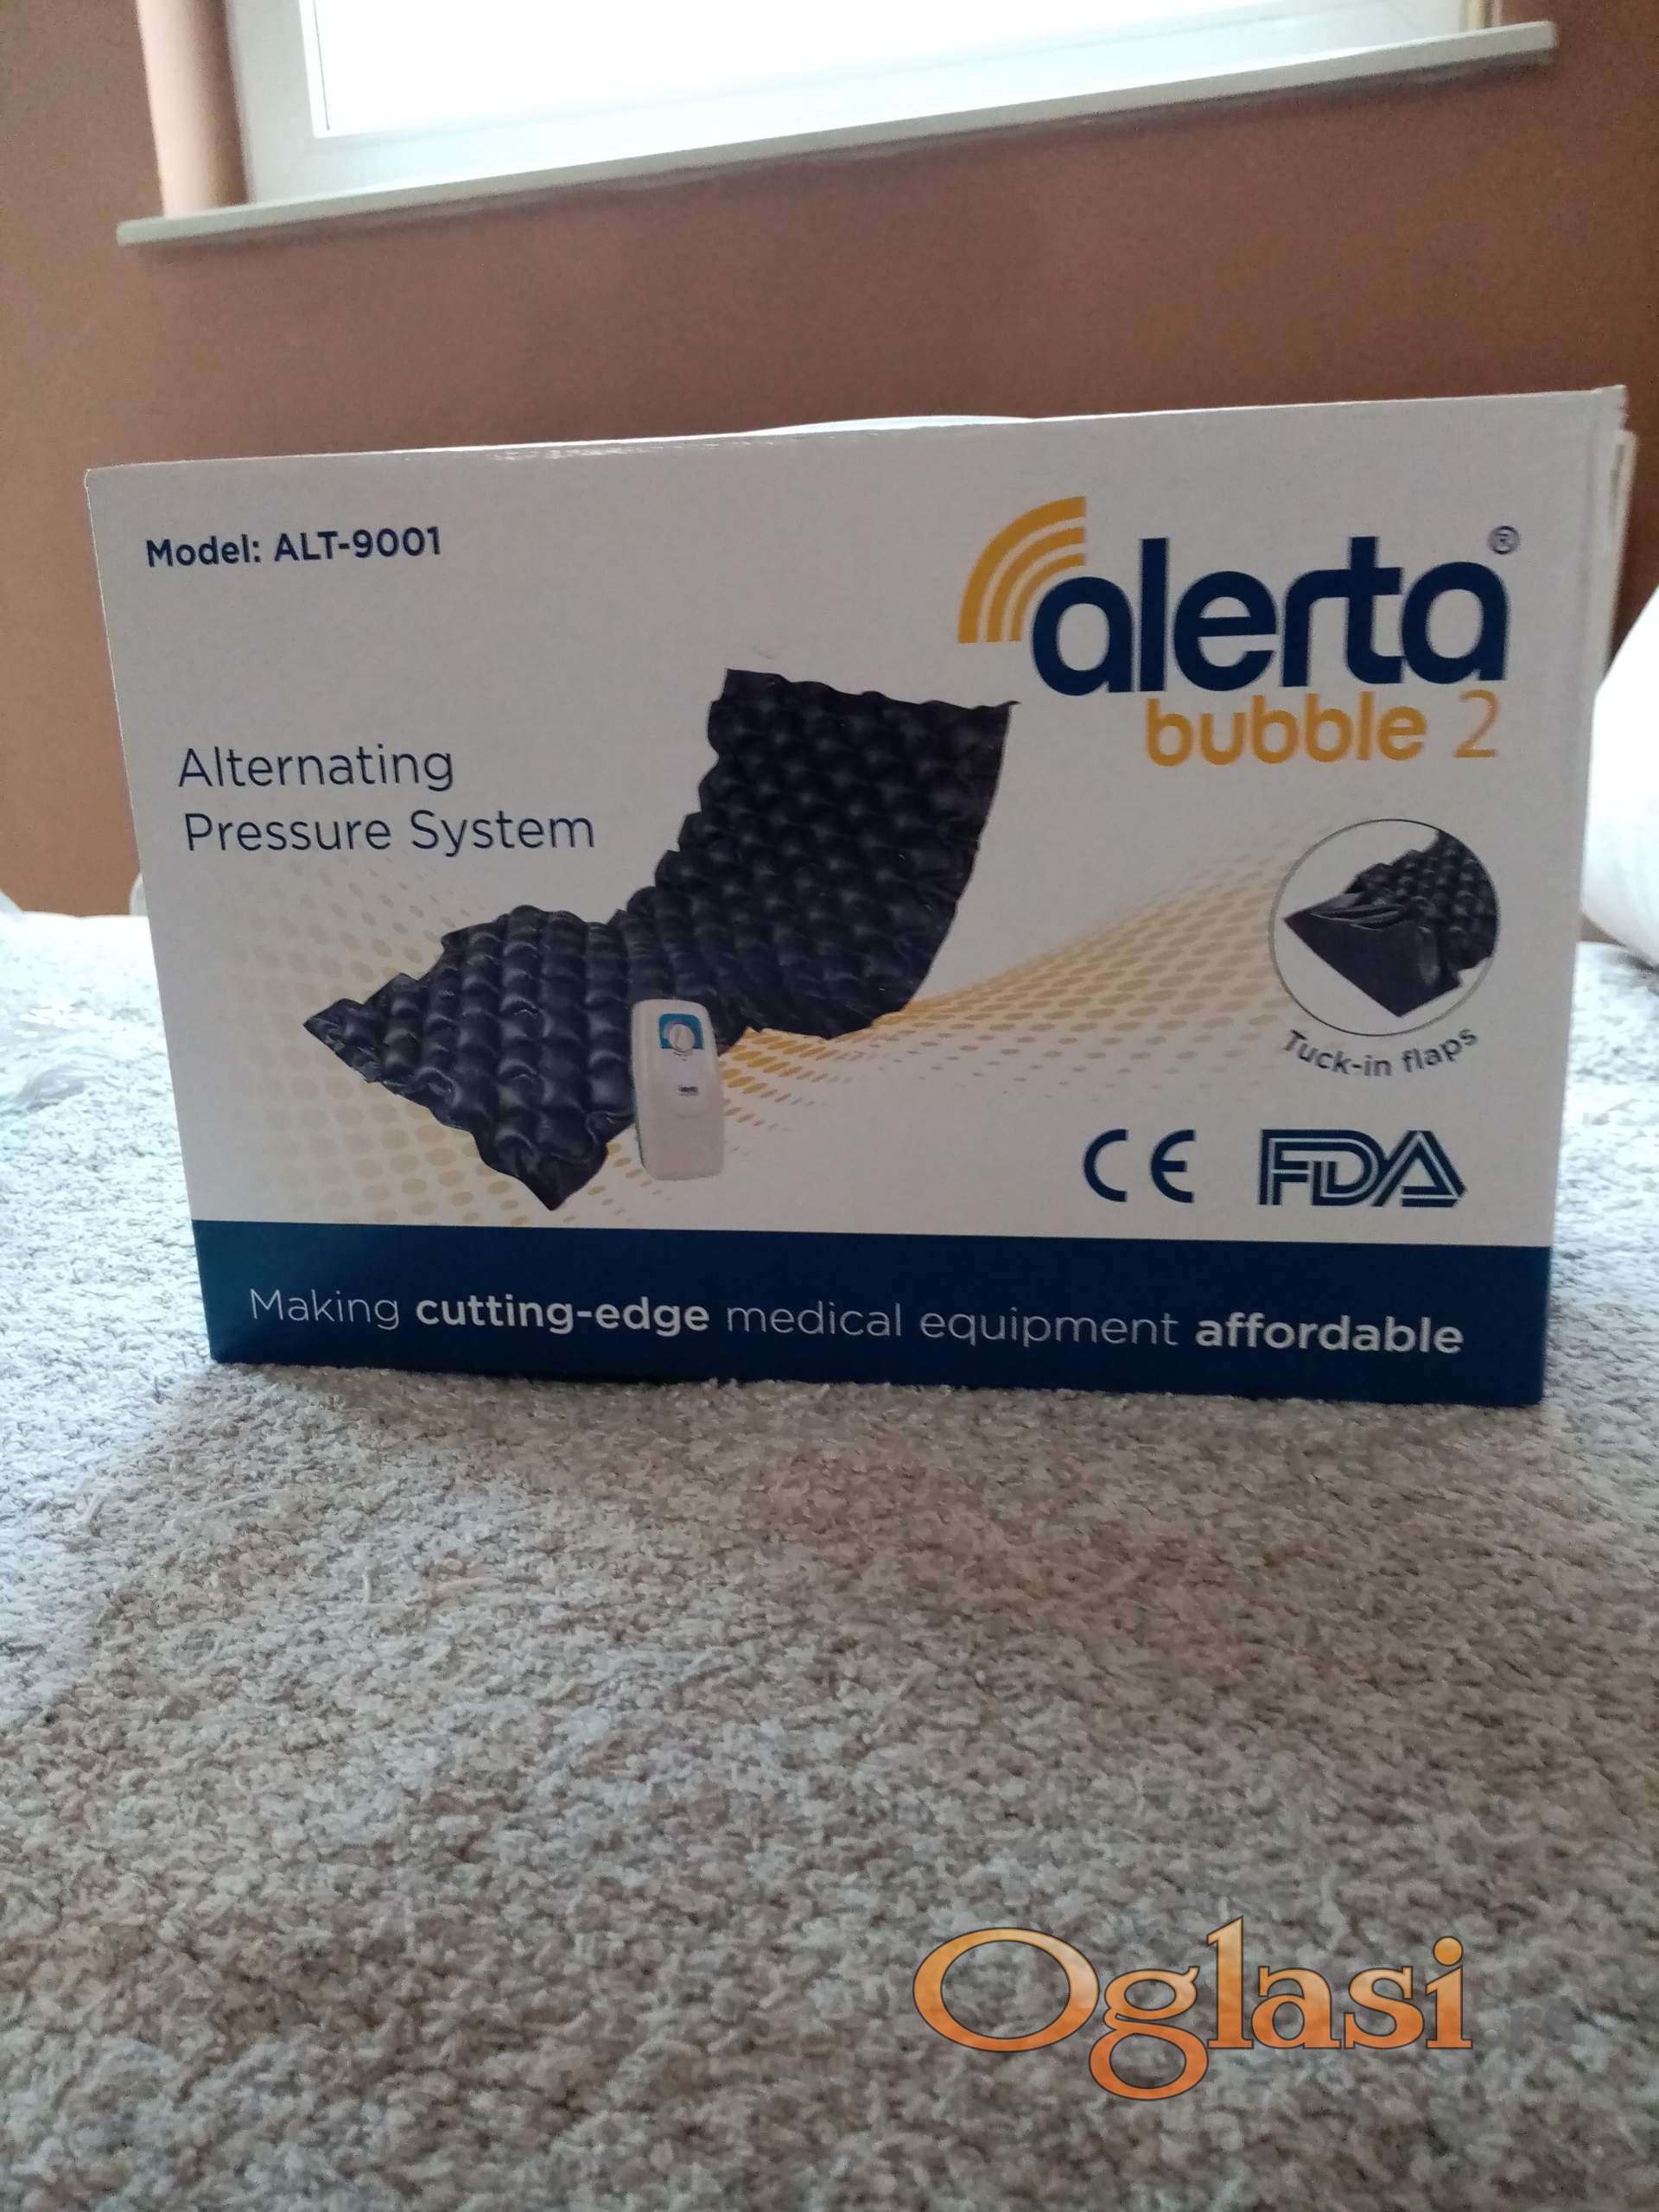 Model: ALT-9001
alerta®
bubble 2
Alternating
Pressure System
Tuck-in flaps
CE FDA
Making cutting-edge medical equipment affordable
Oglasi